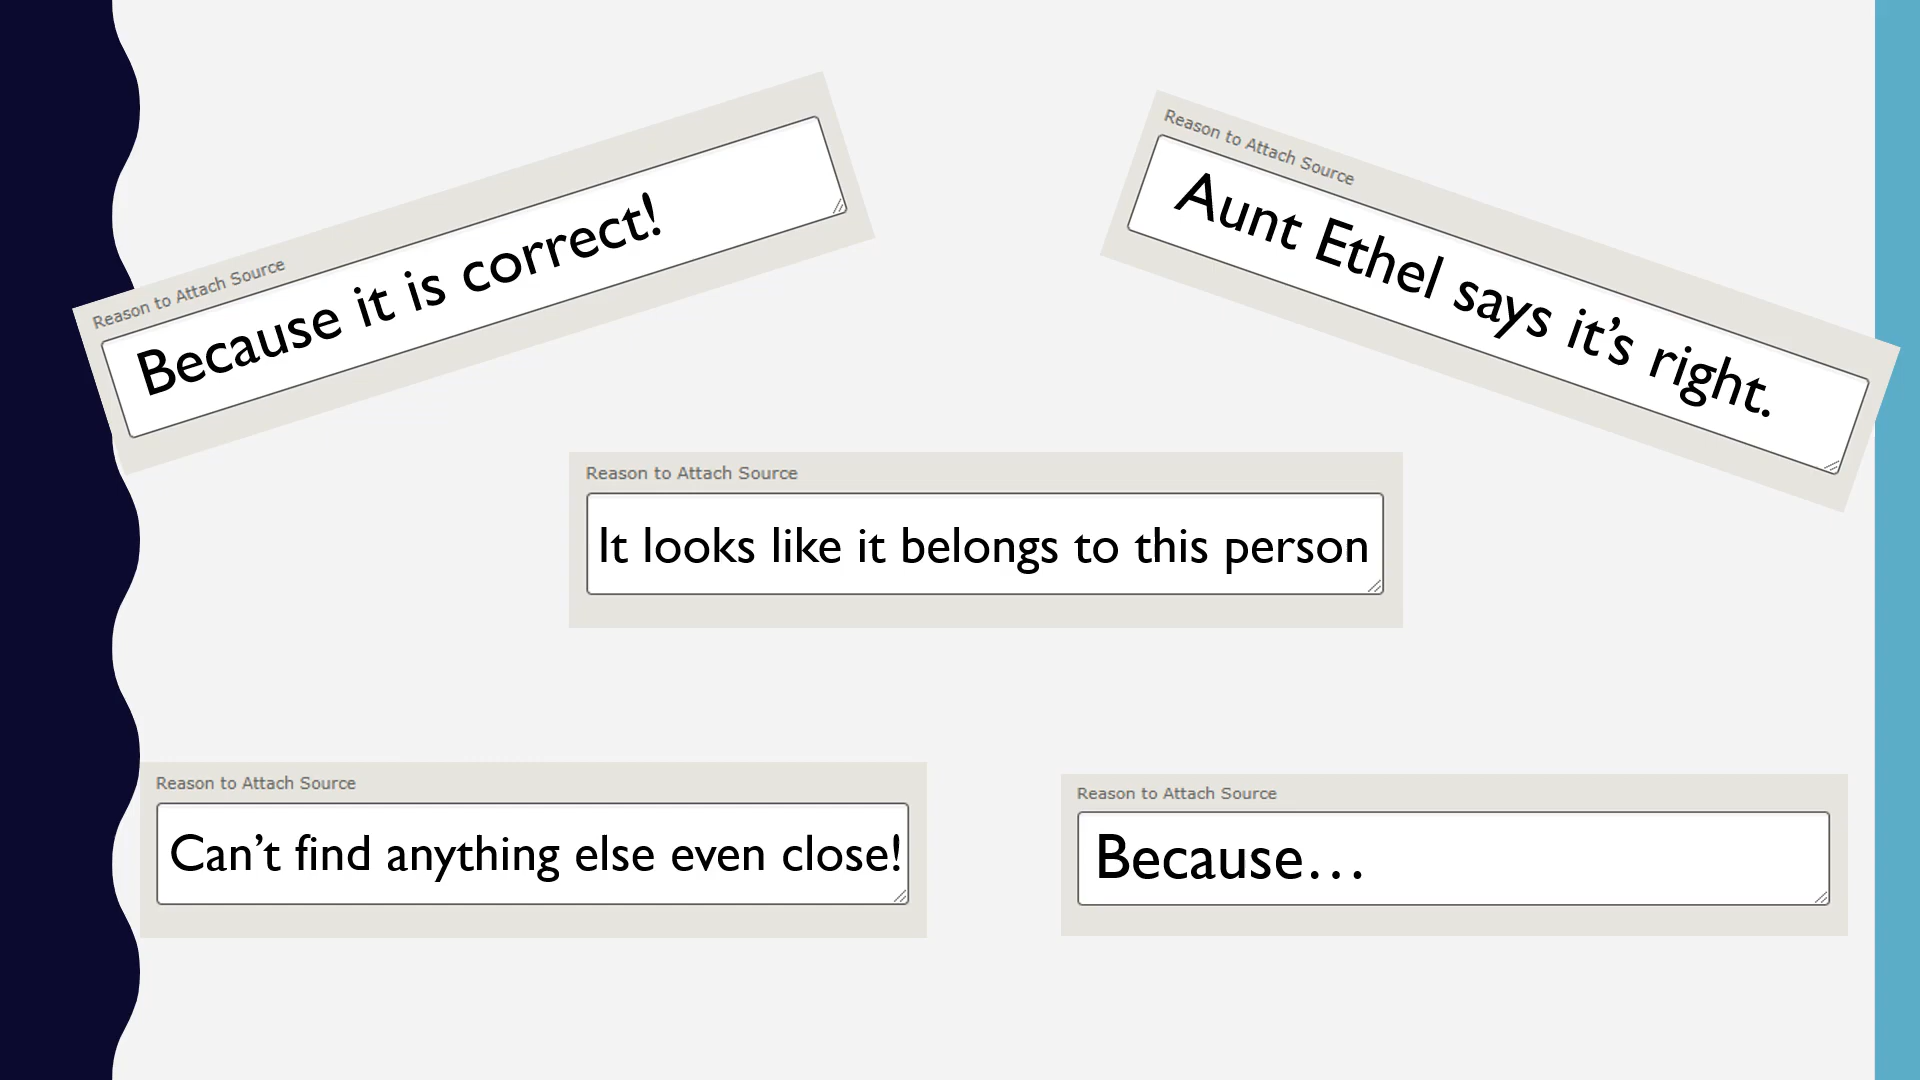 Reason to Attach Source
Because it is correct!
Reason to Attach Source
Aunt Ethel says it’s right.
Reason to Attach Source
It looks like it belongs to this person
Reason to Attach Source
Can’t find anything else even close!
Reason to Attach Source
Because…